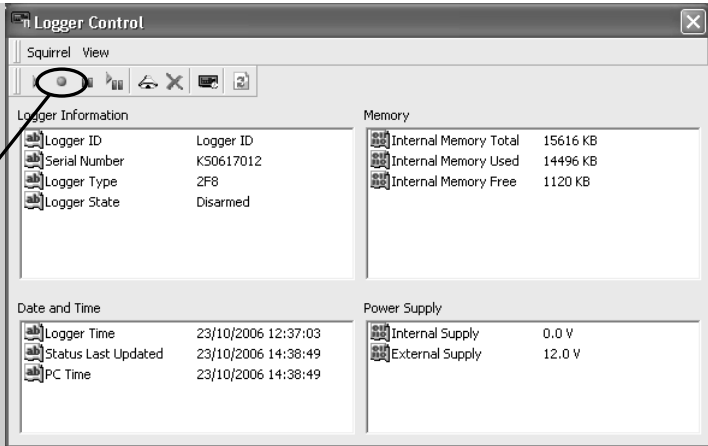 Logger Control
Squirrel View
Logger Information
Logger ID Logger ID
Serial Number KS0617012
Logger Type 2F8
Logger State Disarmed
Memory
Internal Memory Total 15616 KB
Internal Memory Used 14496 KB
Internal Memory Free 1120 KB
Date and Time
Logger Time 23/10/2006 12:37:03
Status Last Updated 23/10/2006 14:38:49
PC Time 23/10/2006 14:38:49
Power Supply
Internal Supply 0.0 V
External Supply 12.0 V